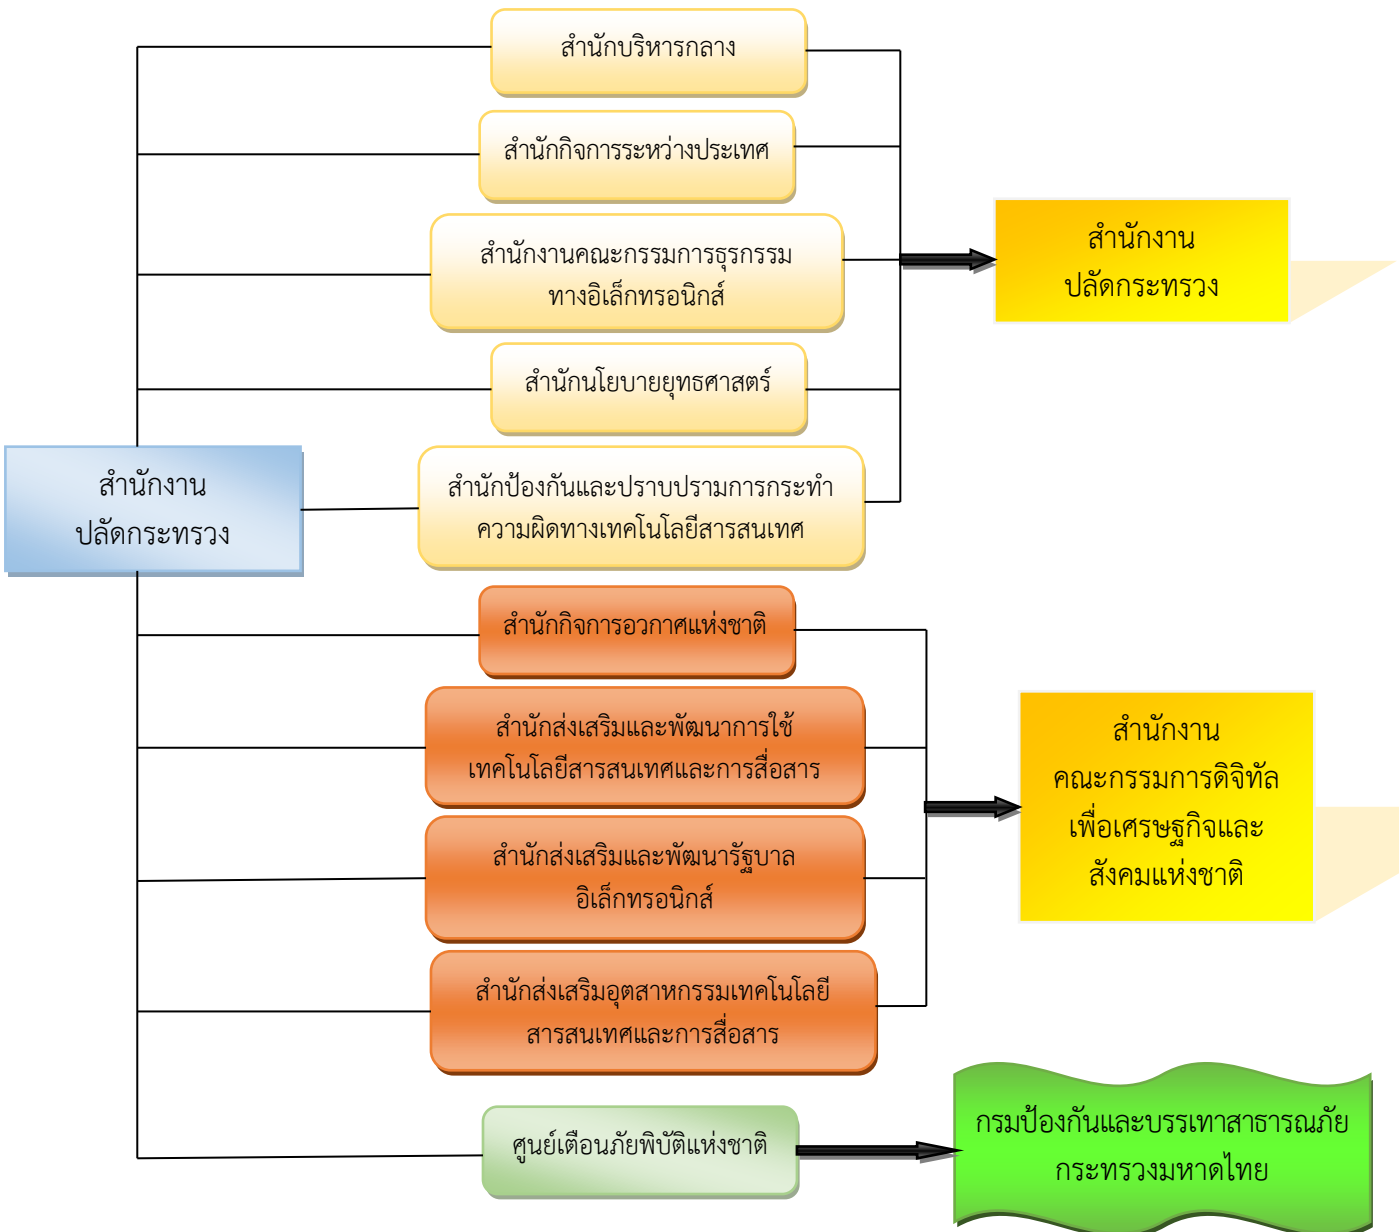 สำนักบริหารกลาง
สำนักกิจการระหว่างประเทศ
สำนักงานคณะกรรมการธุรกรรม
ทางอิเล็กทรอนิกส์
สำนักนโยบายยุทธศาสตร์
สำนักป้องกันและปราบปรามการกระทำ
ความผิดทางเทคโนโลยีสารสนเทศ
สำนักงาน
ปลัดกระทรวง
สำนักงาน
ปลัดกระทรวง
สำนักกิจการอวกาศแห่งชาติ
สำนักส่งเสริมและพัฒนาการใช้
เทคโนโลยีสารสนเทศและการสื่อสาร
สำนักส่งเสริมและพัฒนารัฐบาล
อิเล็กทรอนิกส์
สำนักส่งเสริมอุตสาหกรรมเทคโนโลยี
สารสนเทศและการสื่อสาร
สำนักงาน
คณะกรรมการดิจิทัล
เพื่อเศรษฐกิจและ
สังคมแห่งชาติ
ศูนย์เตือนภัยพิบัติแห่งชาติ
กรมป้องกันและบรรเทาสาธารณภัย
กระทรวงมหาดไทย